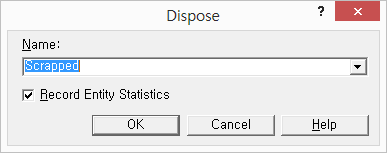 Dispose
? ×
Name:
Scrapped
Record Entity Statistics
OK Cancel Help